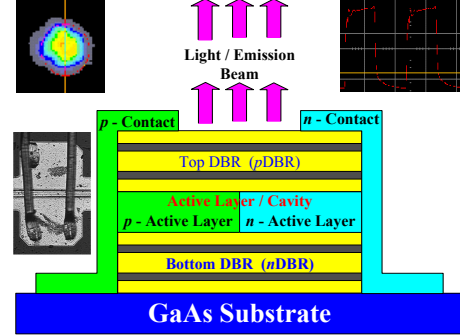 Light / Emission
Beam
p - Contact
n - Contact
Top DBR (pDBR)
Active Layer / Cavity
p - Active Layer
n - Active Layer
Bottom DBR (nDBR)
GaAs Substrate